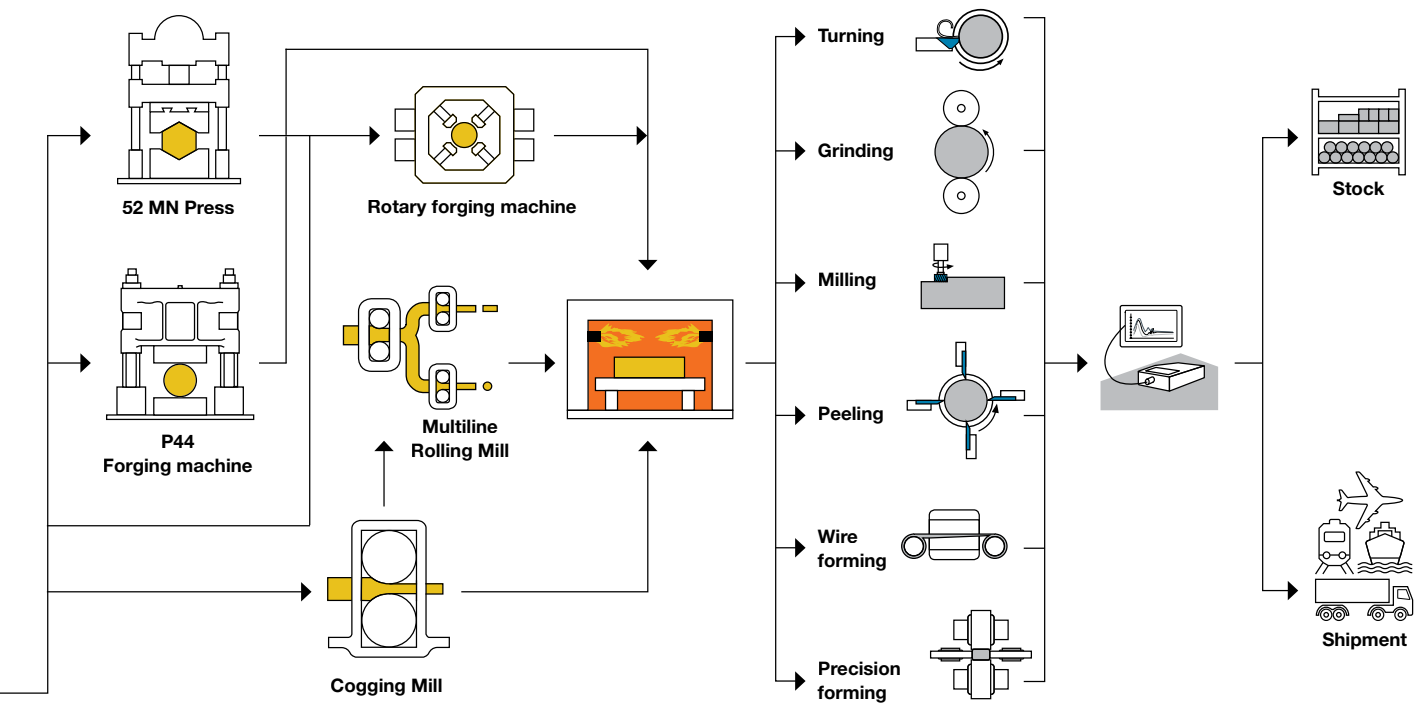 52 MN Press
P44
Forging machine
Rotary forging machine
Multiline
Rolling Mill
Cogging Mill
Turning
Grinding
Milling
Peeling
Wire
forming
Precision
forming
Stock
Shipment